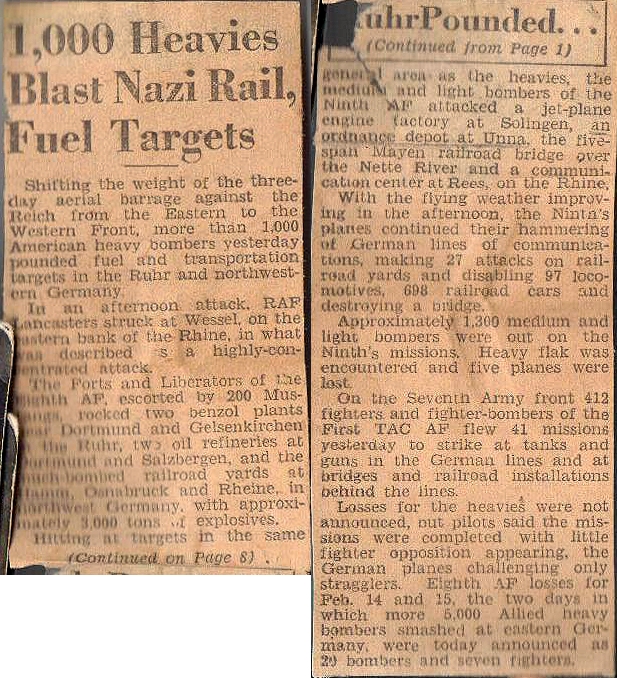 1,000 Heavies
Blast Nazi Rail,
Fuel Targets
Shifting the weight of the three-
day aerial barrage against the
Reich from the Eastern to the
Western Front, more than 1,000
American heavy bombers yesterday
pounded fuel and transportation
targets in the Ruhr and northwest-
ern Germany.
In an afternoon attack, RAF
Lancasters struck at Wessel, on the
eastern bank of the Rhine, in what
was described as a highly-con-
centrated attack.
The Forts and Liberators of the
Eighth AF, escorted by 200 Mus-
tangs, rocked two benzol plants
near Dortmund and Gelsenkirchen
in the Ruhr, two oil refineries at
Dortmund and Salzbergen, and the
railroad yards at
Hamm, Osnabruck and Rheine, in
northwest Germany, with approxi-
mately 3,000 tons of explosives.
Hitting at targets in the same
(Continued on Page 8)
uhr Pounded...
(Continued from Page 1)
general area as the heavies, the
medium and light bombers of the
Ninth AF attacked a jet-plane
engine factory at Solingen, an
ordnance depot at Unna, the five-
span Mayen railroad bridge over
the Nette River and a communi-
cation center at Rees, on the Rhine.
With the flying weather improv-
ing in the afternoon, the Ninth's
planes continued their hammering
of German lines of communica-
tions, making 27 attacks on rail-
road yards and disabling 97 loco-
motives, 698 railroad cars and
destroying a bridge.
Approximately 1,300 medium and
light bombers were out on the
Ninth's missions. Heavy flak was
encountered and five planes were
lost.
On the Seventh Army front 412
fighters and fighter-bombers of the
First TAC AF flew 41 missions
yesterday to strike at tanks and
guns in the German lines and at
bridges and railroad installations
behind the lines.
Losses for the heavies were not
announced, but pilots said the mis-
sions were completed with little
fighter opposition appearing, the
German planes challenging only
stragglers. Eighth AF losses for
Feb. 14 and 15, the two days in
which more 5,000 Allied heavy
bombers smashed at eastern Ger-
many, were today announced as
20 bombers and seven fighters.